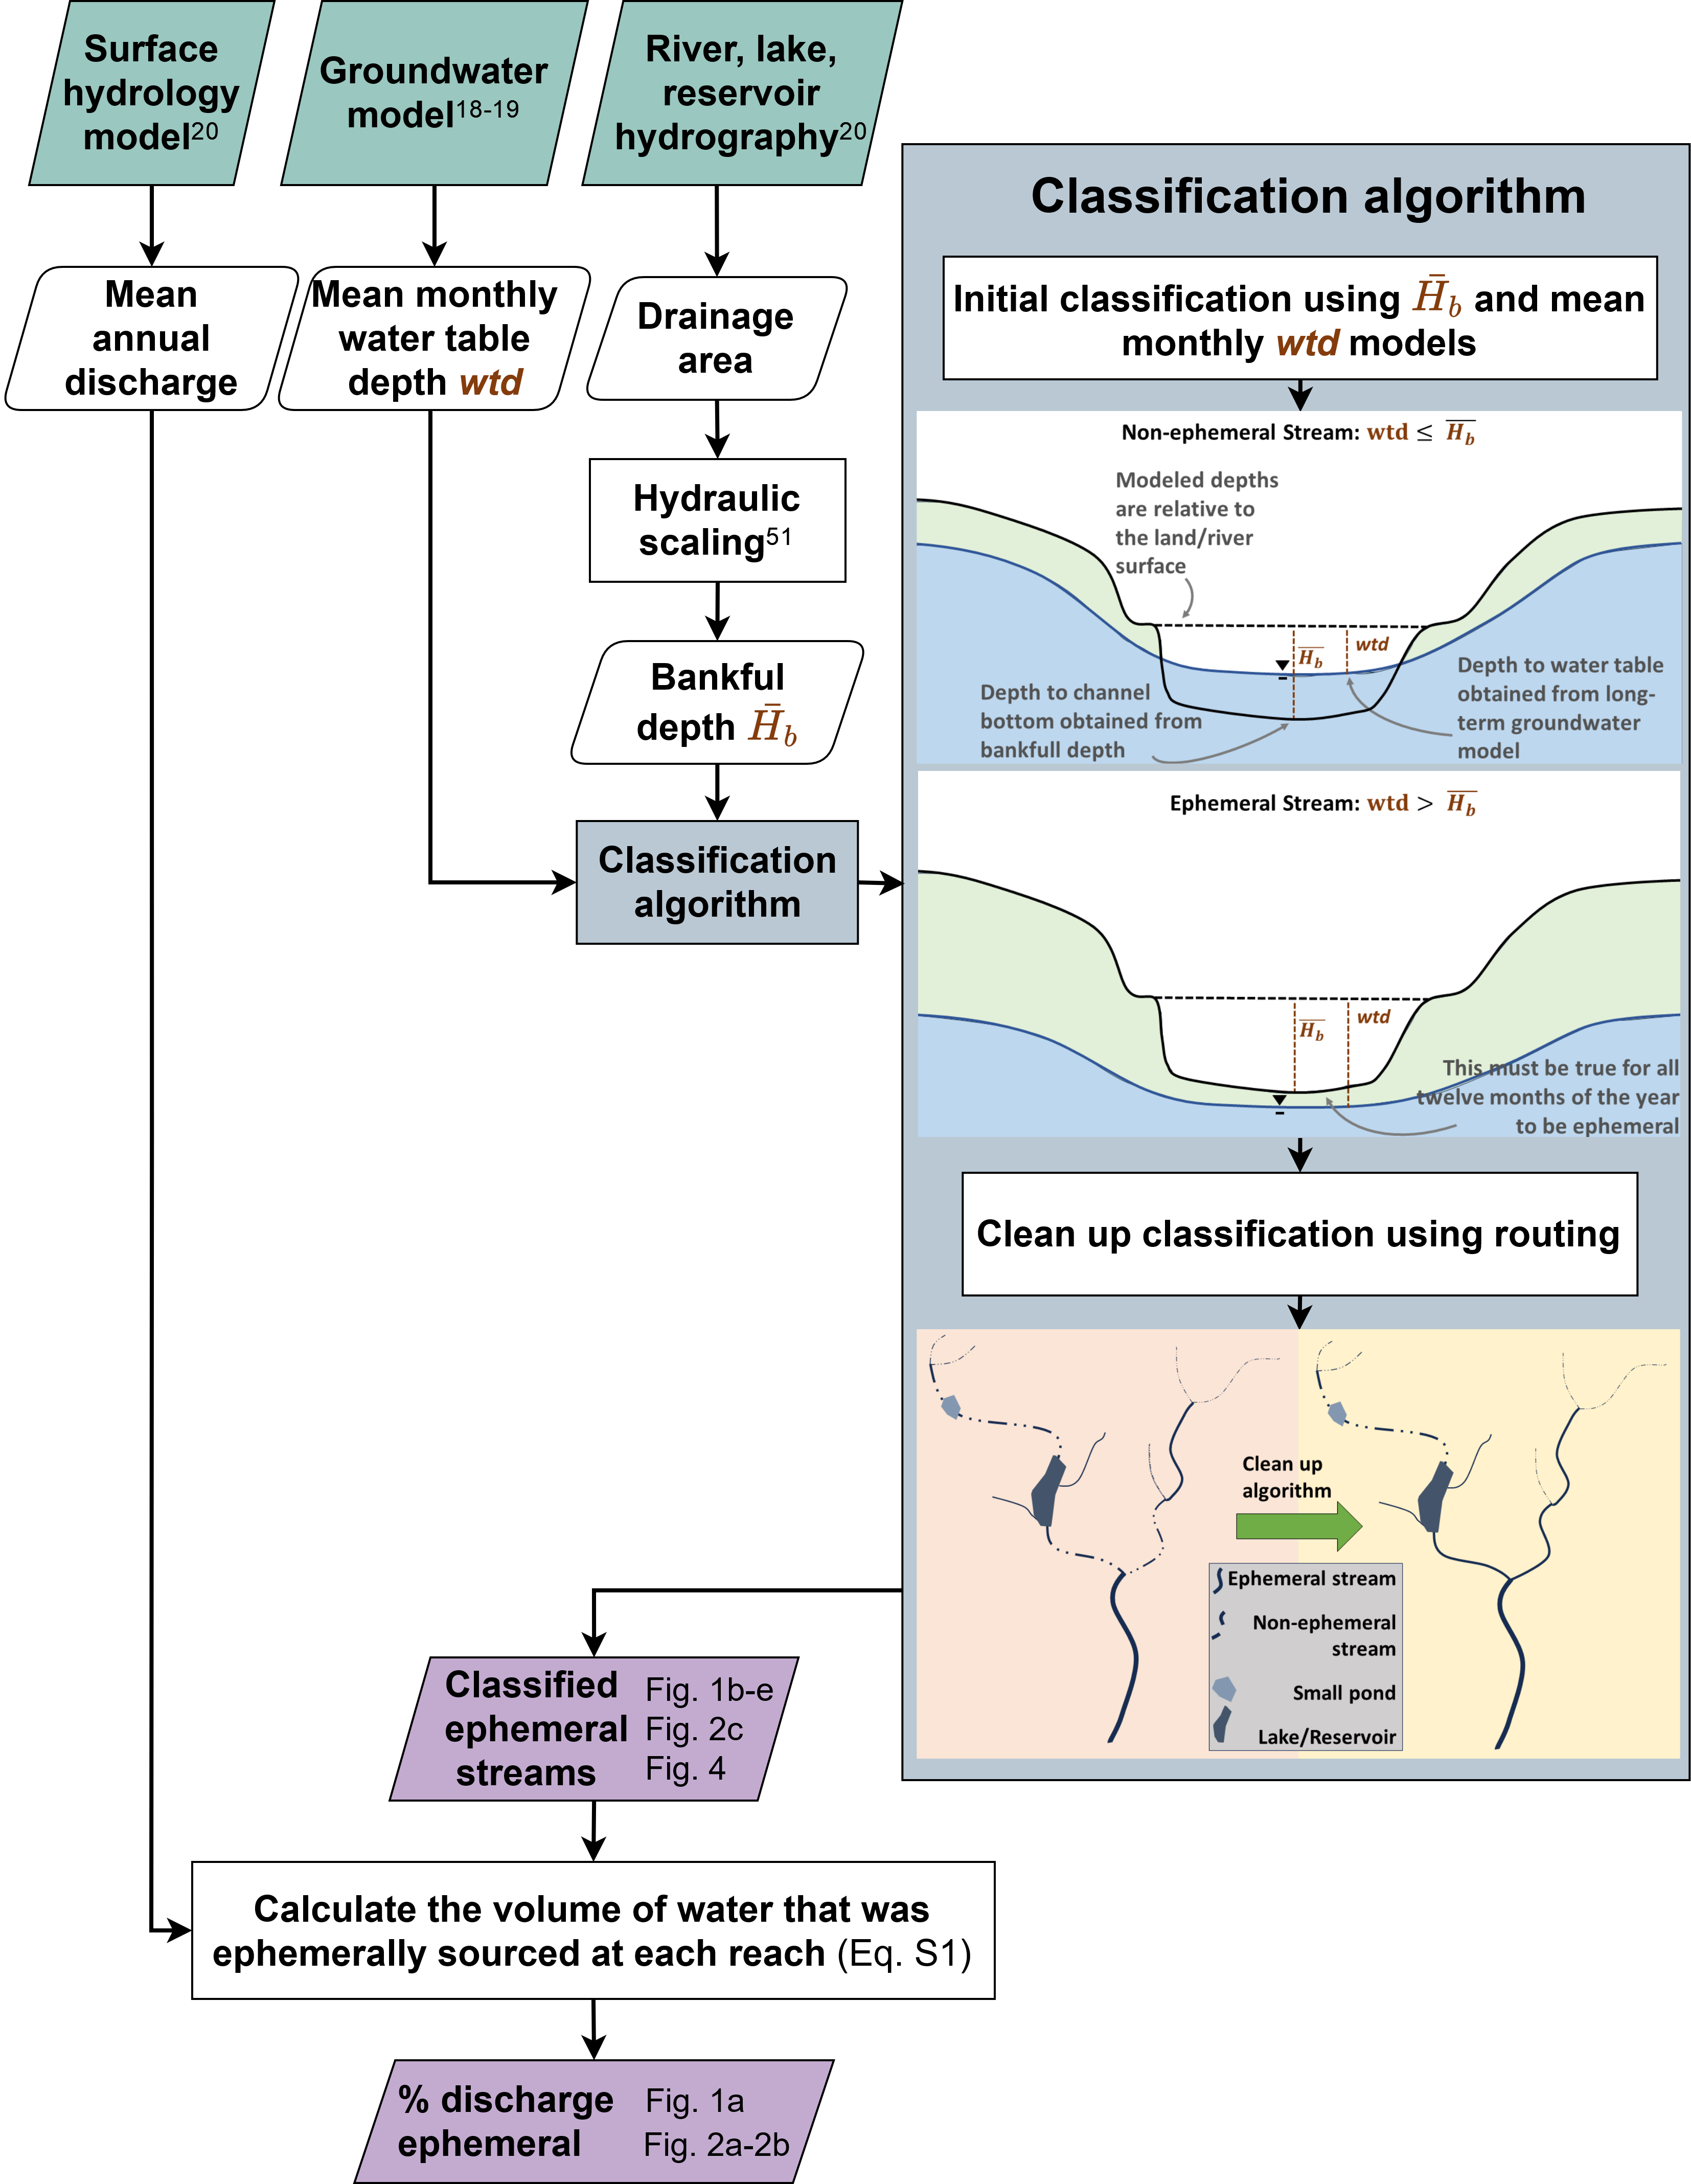 Surface
hydrology
model20
Groundwater
model18-19
River, lake,
reservoir
hydrography20
Mean
annual
discharge
Mean monthly
water table
depth wtd
Drainage
area
Hydraulic
scaling51
Bankful
depth H̄b
Classification
algorithm
Classification algorithm
Initial classification using H̄b and mean
monthly wtd models
Non-ephemeral Stream: wtd ≤ H̄b
Modeled depths
are relative to
the land/river
surface
H̄b
wtd
Depth to channel
bottom obtained from
bankfull depth
Depth to water table
obtained from long-
term groundwater
model
Ephemeral Stream: wtd > H̄b
H̄b
wtd
This must be true for all
twelve months of the year
to be ephemeral
Clean up classification using routing
Clean up
algorithm
Ephemeral stream
Non-ephemeral
stream
Small pond
Lake/Reservoir
Classified
ephemeral
streams
Fig. 1b-e
Fig. 2c
Fig. 4
Calculate the volume of water that was
ephemerally sourced at each reach (Eq. S1)
% discharge
ephemeral
Fig. 1a
Fig. 2a-2b